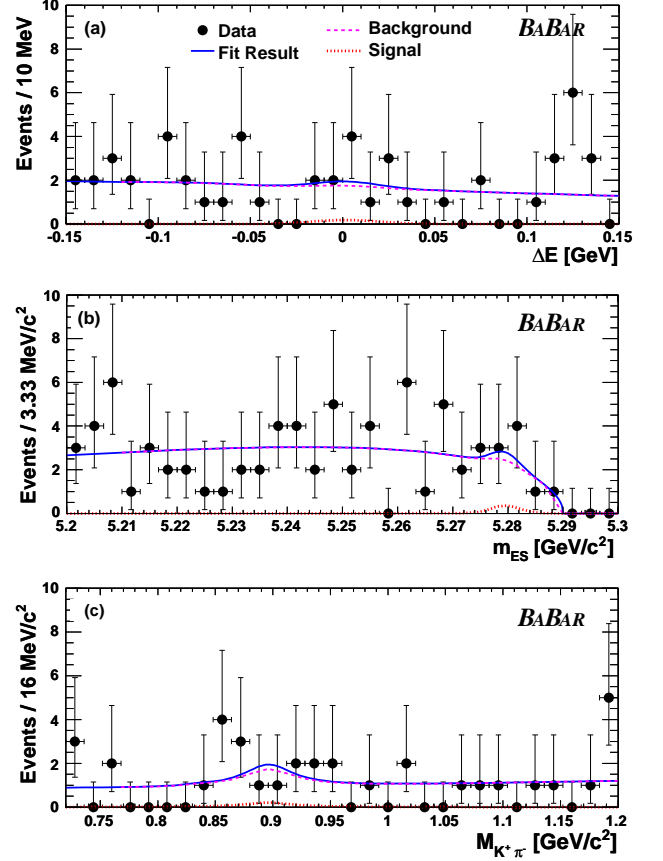 10
(a)
Data
Background
BABAR
Fit Result
Signal
8
6
4
2
0
Events / 10 MeV
-0.15 -0.1 -0.05 0 0.05 0.1 0.15
ΔE [GeV]
10
(b)
BABAR
8
6
4
2
0
Events / 3.33 MeV/c²
5.2 5.21 5.22 5.23 5.24 5.25 5.26 5.27 5.28 5.29 5.3
m_ES [GeV/c²]
10
(c)
BABAR
8
6
4
2
0
Events / 16 MeV/c²
0.75 0.8 0.85 0.9 0.95 1 1.05 1.1 1.15 1.2
M_K⁺π⁻ [GeV/c²]